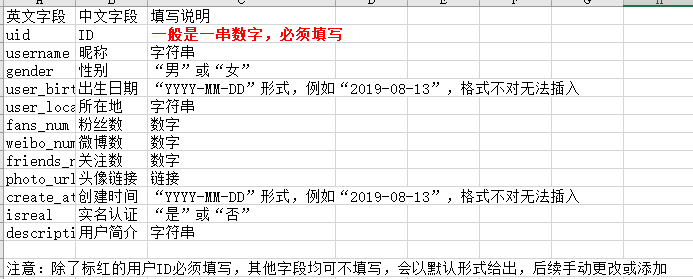 英文字段 中文字段 填写说明
uid ID 一般是一串数字，必须填写
username 昵称 字符串
gender 性别 “男”或“女”
user_birt 出生日期 “YYYY-MM-DD”形式，例如“2019-08-13”，格式不对无法插入
user_loca 所在地 字符串
fans_num 粉丝数 数字
weibo_num 微博数 数字
friends_n 关注数 数字
photo_url 头像链接 链接
create_at 创建时间 “YYYY-MM-DD”形式，例如“2019-08-13”，格式不对无法插入
isreal 实名认证 “是”或“否”
descripti 用户简介 字符串
注意：除了标红的用户ID必须填写，其他字段均可不填写，会以默认形式给出，后续手动更改或添加